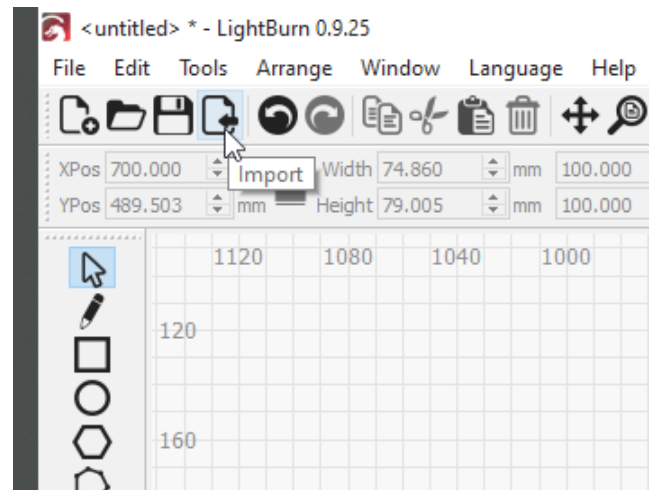 <untitled> * - LightBurn 0.9.25
File Edit Tools Arrange Window Language Help
XPos 700.000 Import Width 74.860 mm 100.000
YPos 489.503 mm Height 79.005 mm 100.000
1120 1080 1040 1000
120
160